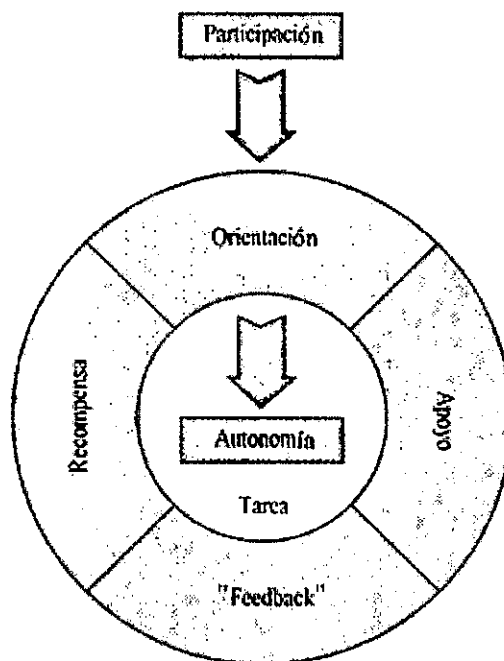 Participación
Orientación
Recompensa
Apoyo
Autonomía
Tarea
"Feedback"